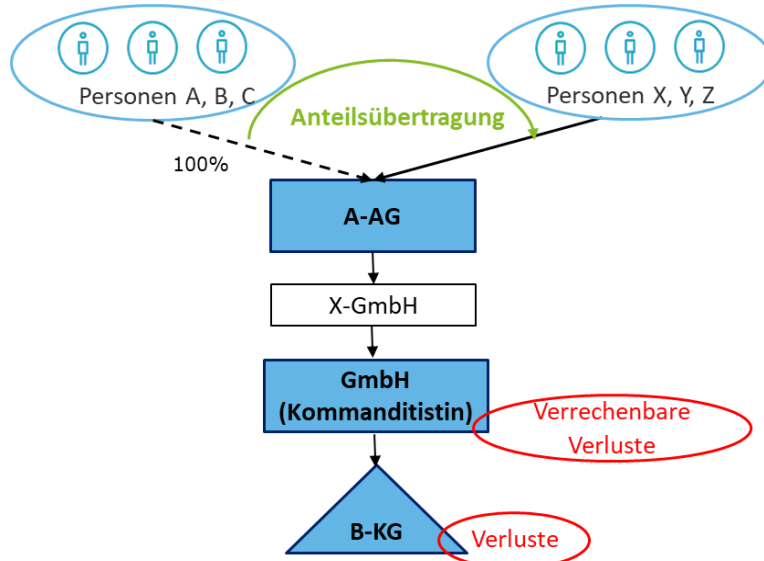 Personen A, B, C
Personen X, Y, Z
Anteilsübertragung
100%
A-AG
X-GmbH
GmbH
(Kommanditistin)
Verrechenbare
Verluste
B-KG
Verluste